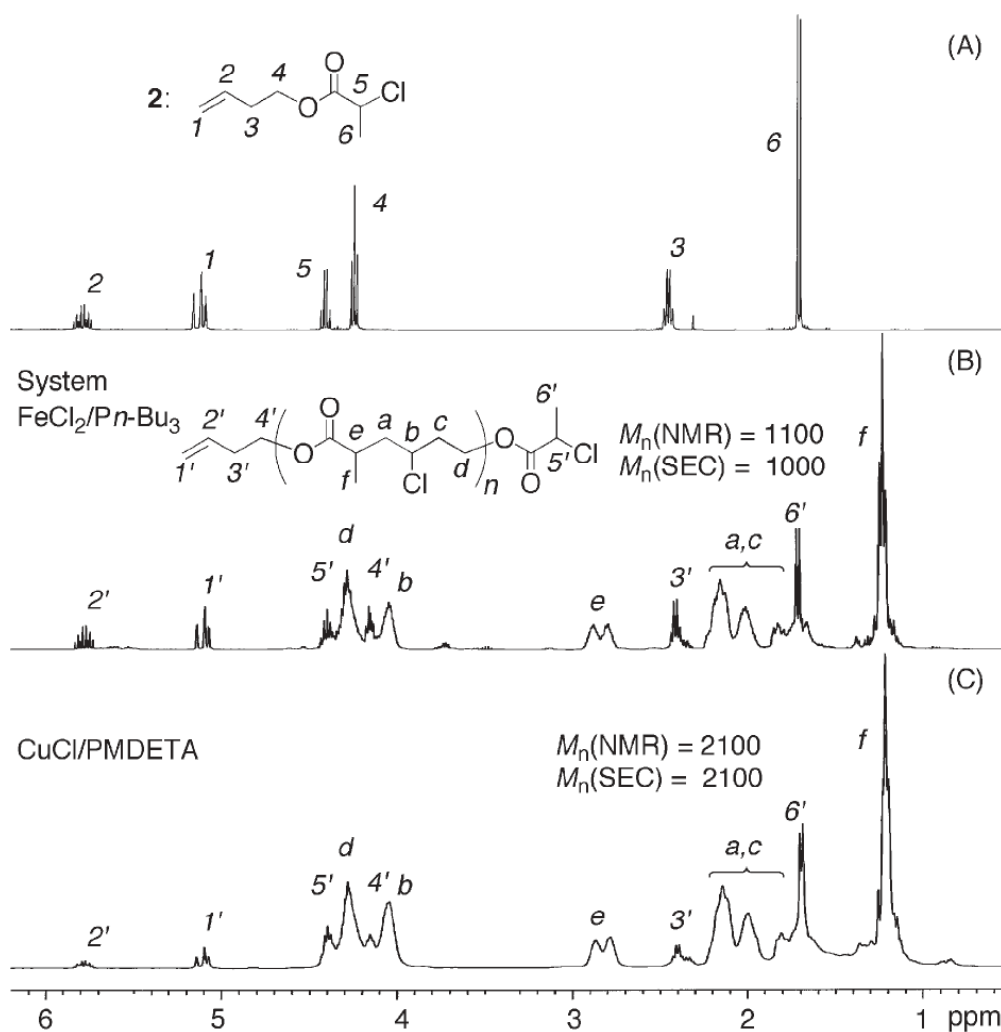 (A)
2:
2
4
O
5
Cl
1
3
O
6
6
4
2
1
5
3
(B)
System
FeCl₂/Pn-Bu₃
2'
4'
O
e
a
b
c
O
6'
Cl
1'
3'
O
f
Cl
d
n
O
5'
Mₙ(NMR) = 1100
Mₙ(SEC) = 1000
f
6'
d
a,c
5'
4'
b
3'
2'
1'
e
(C)
CuCl/PMDETA
Mₙ(NMR) = 2100
Mₙ(SEC) = 2100
f
6'
d
a,c
5'
4'
b
2'
1'
e
3'
6 5 4 3 2 1 ppm